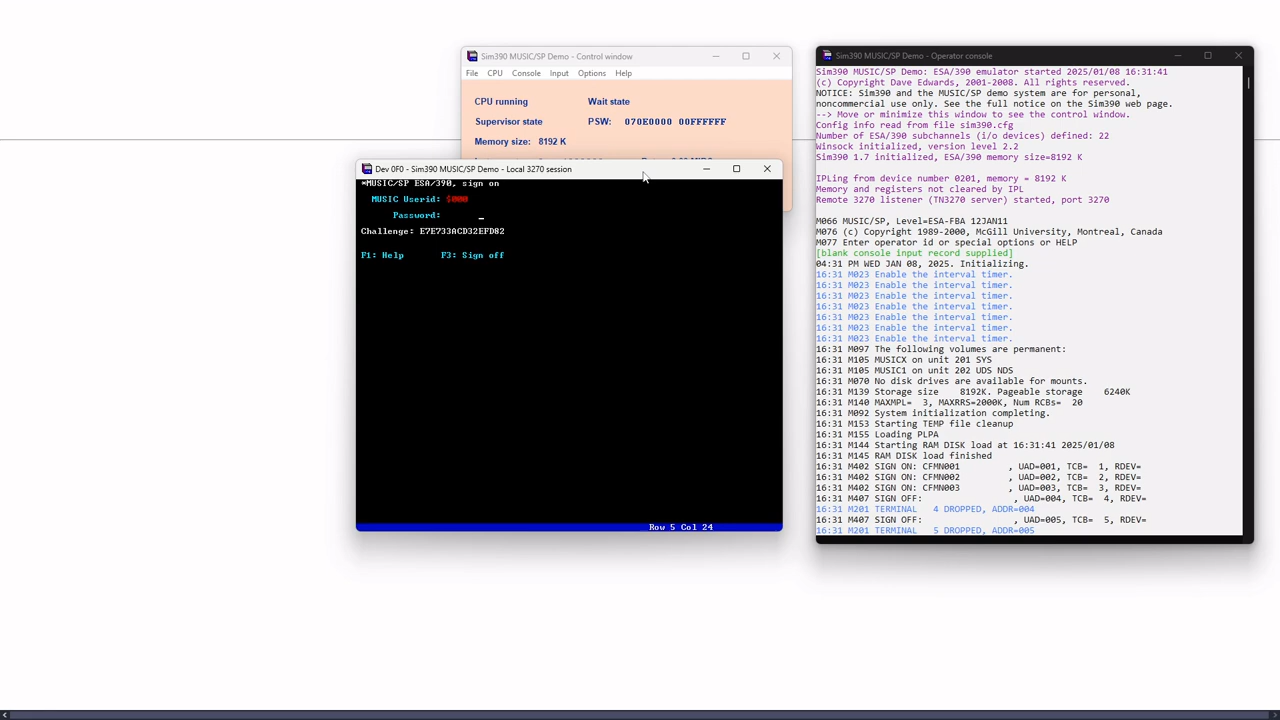 Sim390 MUSIC/SP Demo - Control window
File CPU Console Input Options Help
CPU running Wait state
Supervisor state PSW: 070E0000 00FFFFFF
Memory size: 8192 K
Dev 0F0 - Sim390 MUSIC/SP Demo - Local 3270 session
*MUSIC/SP ESA/390, sign on
MUSIC Userid: $000
Password: _
Challenge: E7E733ACD32EFD82
F1: Help F3: Sign off
Row 5 Col 24
Sim390 MUSIC/SP Demo - Operator console
Sim390 MUSIC/SP Demo: ESA/390 emulator started 2025/01/08 16:31:41
(c) Copyright Dave Edwards, 2001-2008. All rights reserved.
NOTICE: Sim390 and the MUSIC/SP demo system are for personal,
noncommercial use only. See the full notice on the Sim390 web page.
--> Move or minimize this window to see the control window.
Config info read from file sim390.cfg
Number of ESA/390 subchannels (i/o devices) defined: 22
Winsock initialized, version level 2.2
Sim390 1.7 initialized, ESA/390 memory size=8192 K
IPLing from device number 0201, memory = 8192 K
Memory and registers not cleared by IPL
Remote 3270 listener (TN3270 server) started, port 3270
M066 MUSIC/SP, Level=ESA-FBA 12JAN11
M076 (c) Copyright 1989-2000, McGill University, Montreal, Canada
M077 Enter operator id or special options or HELP
[blank console input record supplied]
04:31 PM WED JAN 08, 2025. Initializing.
16:31 M023 Enable the interval timer.
16:31 M023 Enable the interval timer.
16:31 M023 Enable the interval timer.
16:31 M023 Enable the interval timer.
16:31 M023 Enable the interval timer.
16:31 M023 Enable the interval timer.
16:31 M023 Enable the interval timer.
16:31 M097 The following volumes are permanent:
16:31 M105 MUSICX on unit 201 SYS
16:31 M105 MUSIC1 on unit 202 UDS NDS
16:31 M070 No disk drives are available for mounts.
16:31 M139 Storage size 8192K. Pageable storage 6240K
16:31 M140 MAXMPL= 3, MAXRRS=2000K, Num RCBs= 20
16:31 M092 System initialization completing.
16:31 M153 Starting TEMP file cleanup
16:31 M155 Loading PLPA
16:31 M144 Starting RAM DISK load at 16:31:41 2025/01/08
16:31 M145 RAM DISK load finished
16:31 M402 SIGN ON: CFMN001 , UAD=001, TCB= 1, RDEV=
16:31 M402 SIGN ON: CFMN002 , UAD=002, TCB= 2, RDEV=
16:31 M402 SIGN ON: CFMN003 , UAD=003, TCB= 3, RDEV=
16:31 M407 SIGN OFF: , UAD=004, TCB= 4, RDEV=
16:31 M201 TERMINAL 4 DROPPED, ADDR=004
16:31 M407 SIGN OFF: , UAD=005, TCB= 5, RDEV=
16:31 M201 TERMINAL 5 DROPPED, ADDR=005